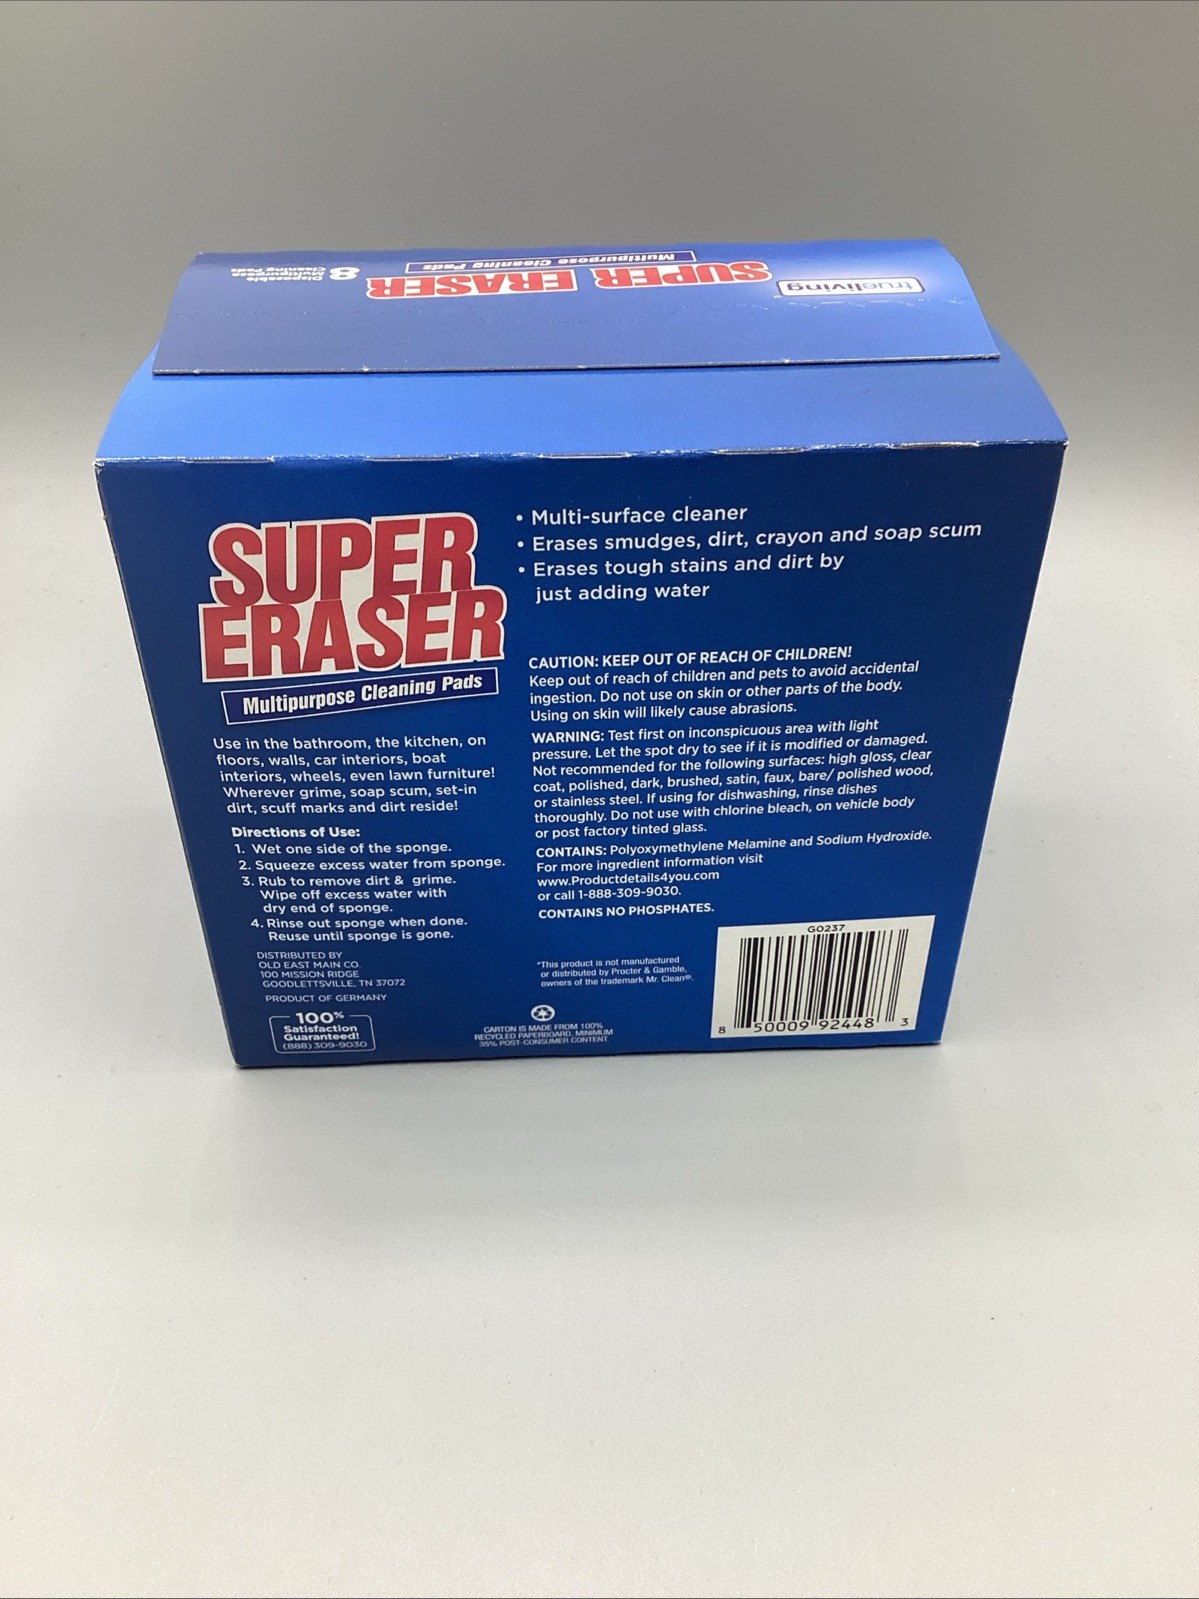 trueliving
SUPER ERASER
Multipurpose Cleaning Pads
8
Disposable
Multipurpose
Cleaning Pads
SUPER
ERASER
Multipurpose Cleaning Pads
Use in the bathroom, the kitchen, on
floors, walls, car interiors, boat
interiors, wheels, even lawn furniture!
Wherever grime, soap scum, set-in
dirt, scuff marks and dirt reside!
Directions of Use:
1. Wet one side of the sponge.
2. Squeeze excess water from sponge.
3. Rub to remove dirt & grime.
Wipe off excess water with
dry end of sponge.
4. Rinse out sponge when done.
Reuse until sponge is gone.
DISTRIBUTED BY
OLD EAST MAIN CO.
100 MISSION RIDGE
GOODLETTSVILLE, TN 37072
PRODUCT OF GERMANY
100%
Satisfaction
Guaranteed!
(888) 309-9030
• Multi-surface cleaner
• Erases smudges, dirt, crayon and soap scum
• Erases tough stains and dirt by
just adding water
CAUTION: KEEP OUT OF REACH OF CHILDREN!
Keep out of reach of children and pets to avoid accidental
ingestion. Do not use on skin or other parts of the body.
Using on skin will likely cause abrasions.
WARNING: Test first on inconspicuous area with light
pressure. Let the spot dry to see if it is modified or damaged.
Not recommended for the following surfaces: high gloss, clear
coat, polished, dark, brushed, satin, faux, bare/ polished wood,
or stainless steel. If using for dishwashing, rinse dishes
thoroughly. Do not use with chlorine bleach, on vehicle body
or post factory tinted glass.
CONTAINS: Polyoxymethylene Melamine and Sodium Hydroxide.
For more ingredient information visit
www.Productdetails4you.com
or call 1-888-309-9030.
CONTAINS NO PHOSPHATES.
*This product is not manufactured
or distributed by Procter & Gamble,
owners of the trademark Mr. Clean®.
CARTON IS MADE FROM 100%
RECYCLED PAPERBOARD, MINIMUM
35% POST-CONSUMER CONTENT
G0237
8 50009 92448 3